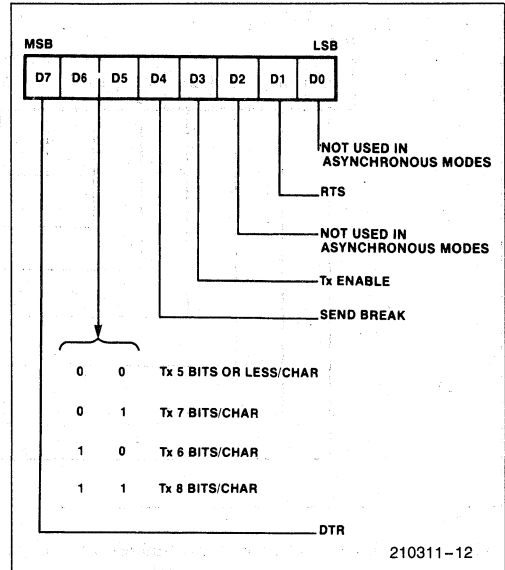 MSB LSB
D7 D6 D5 D4 D3 D2 D1 D0
NOT USED IN
ASYNCHRONOUS MODES
RTS
NOT USED IN
ASYNCHRONOUS MODES
Tx ENABLE
SEND BREAK
0 0 Tx 5 BITS OR LESS/CHAR
0 1 Tx 7 BITS/CHAR
1 0 Tx 6 BITS/CHAR
1 1 Tx 8 BITS/CHAR
DTR
210311-12